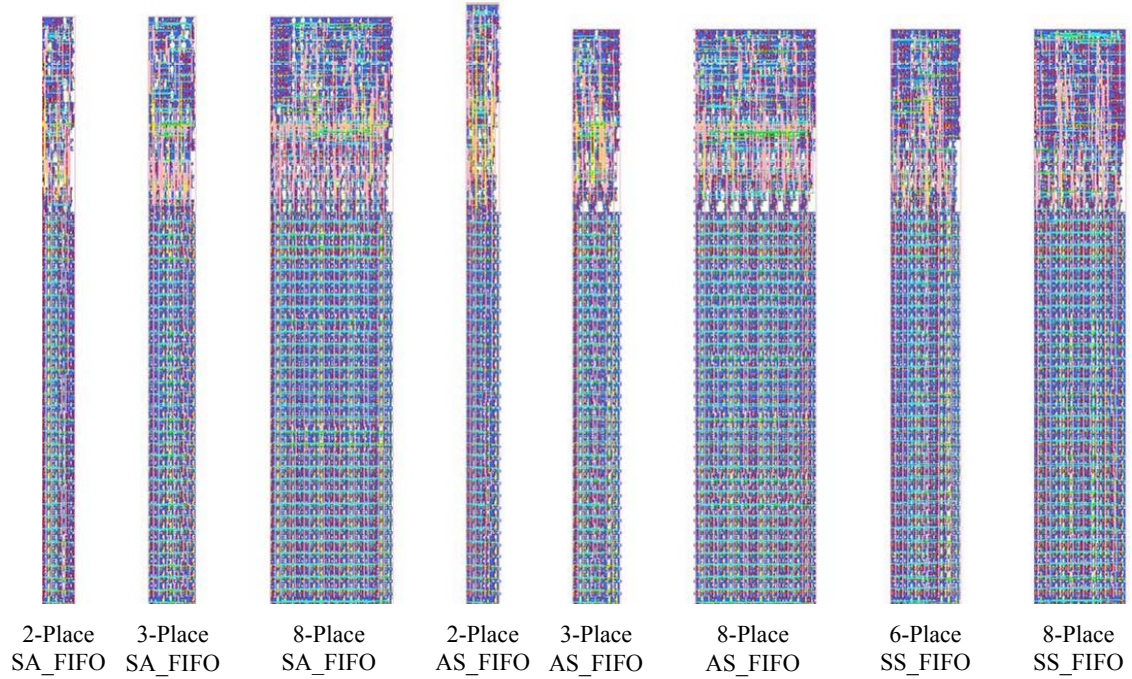 2-Place 3-Place 8-Place 2-Place 3-Place 8-Place 6-Place 8-Place
SA_FIFO SA_FIFO SA_FIFO AS_FIFO AS_FIFO AS_FIFO SS_FIFO SS_FIFO